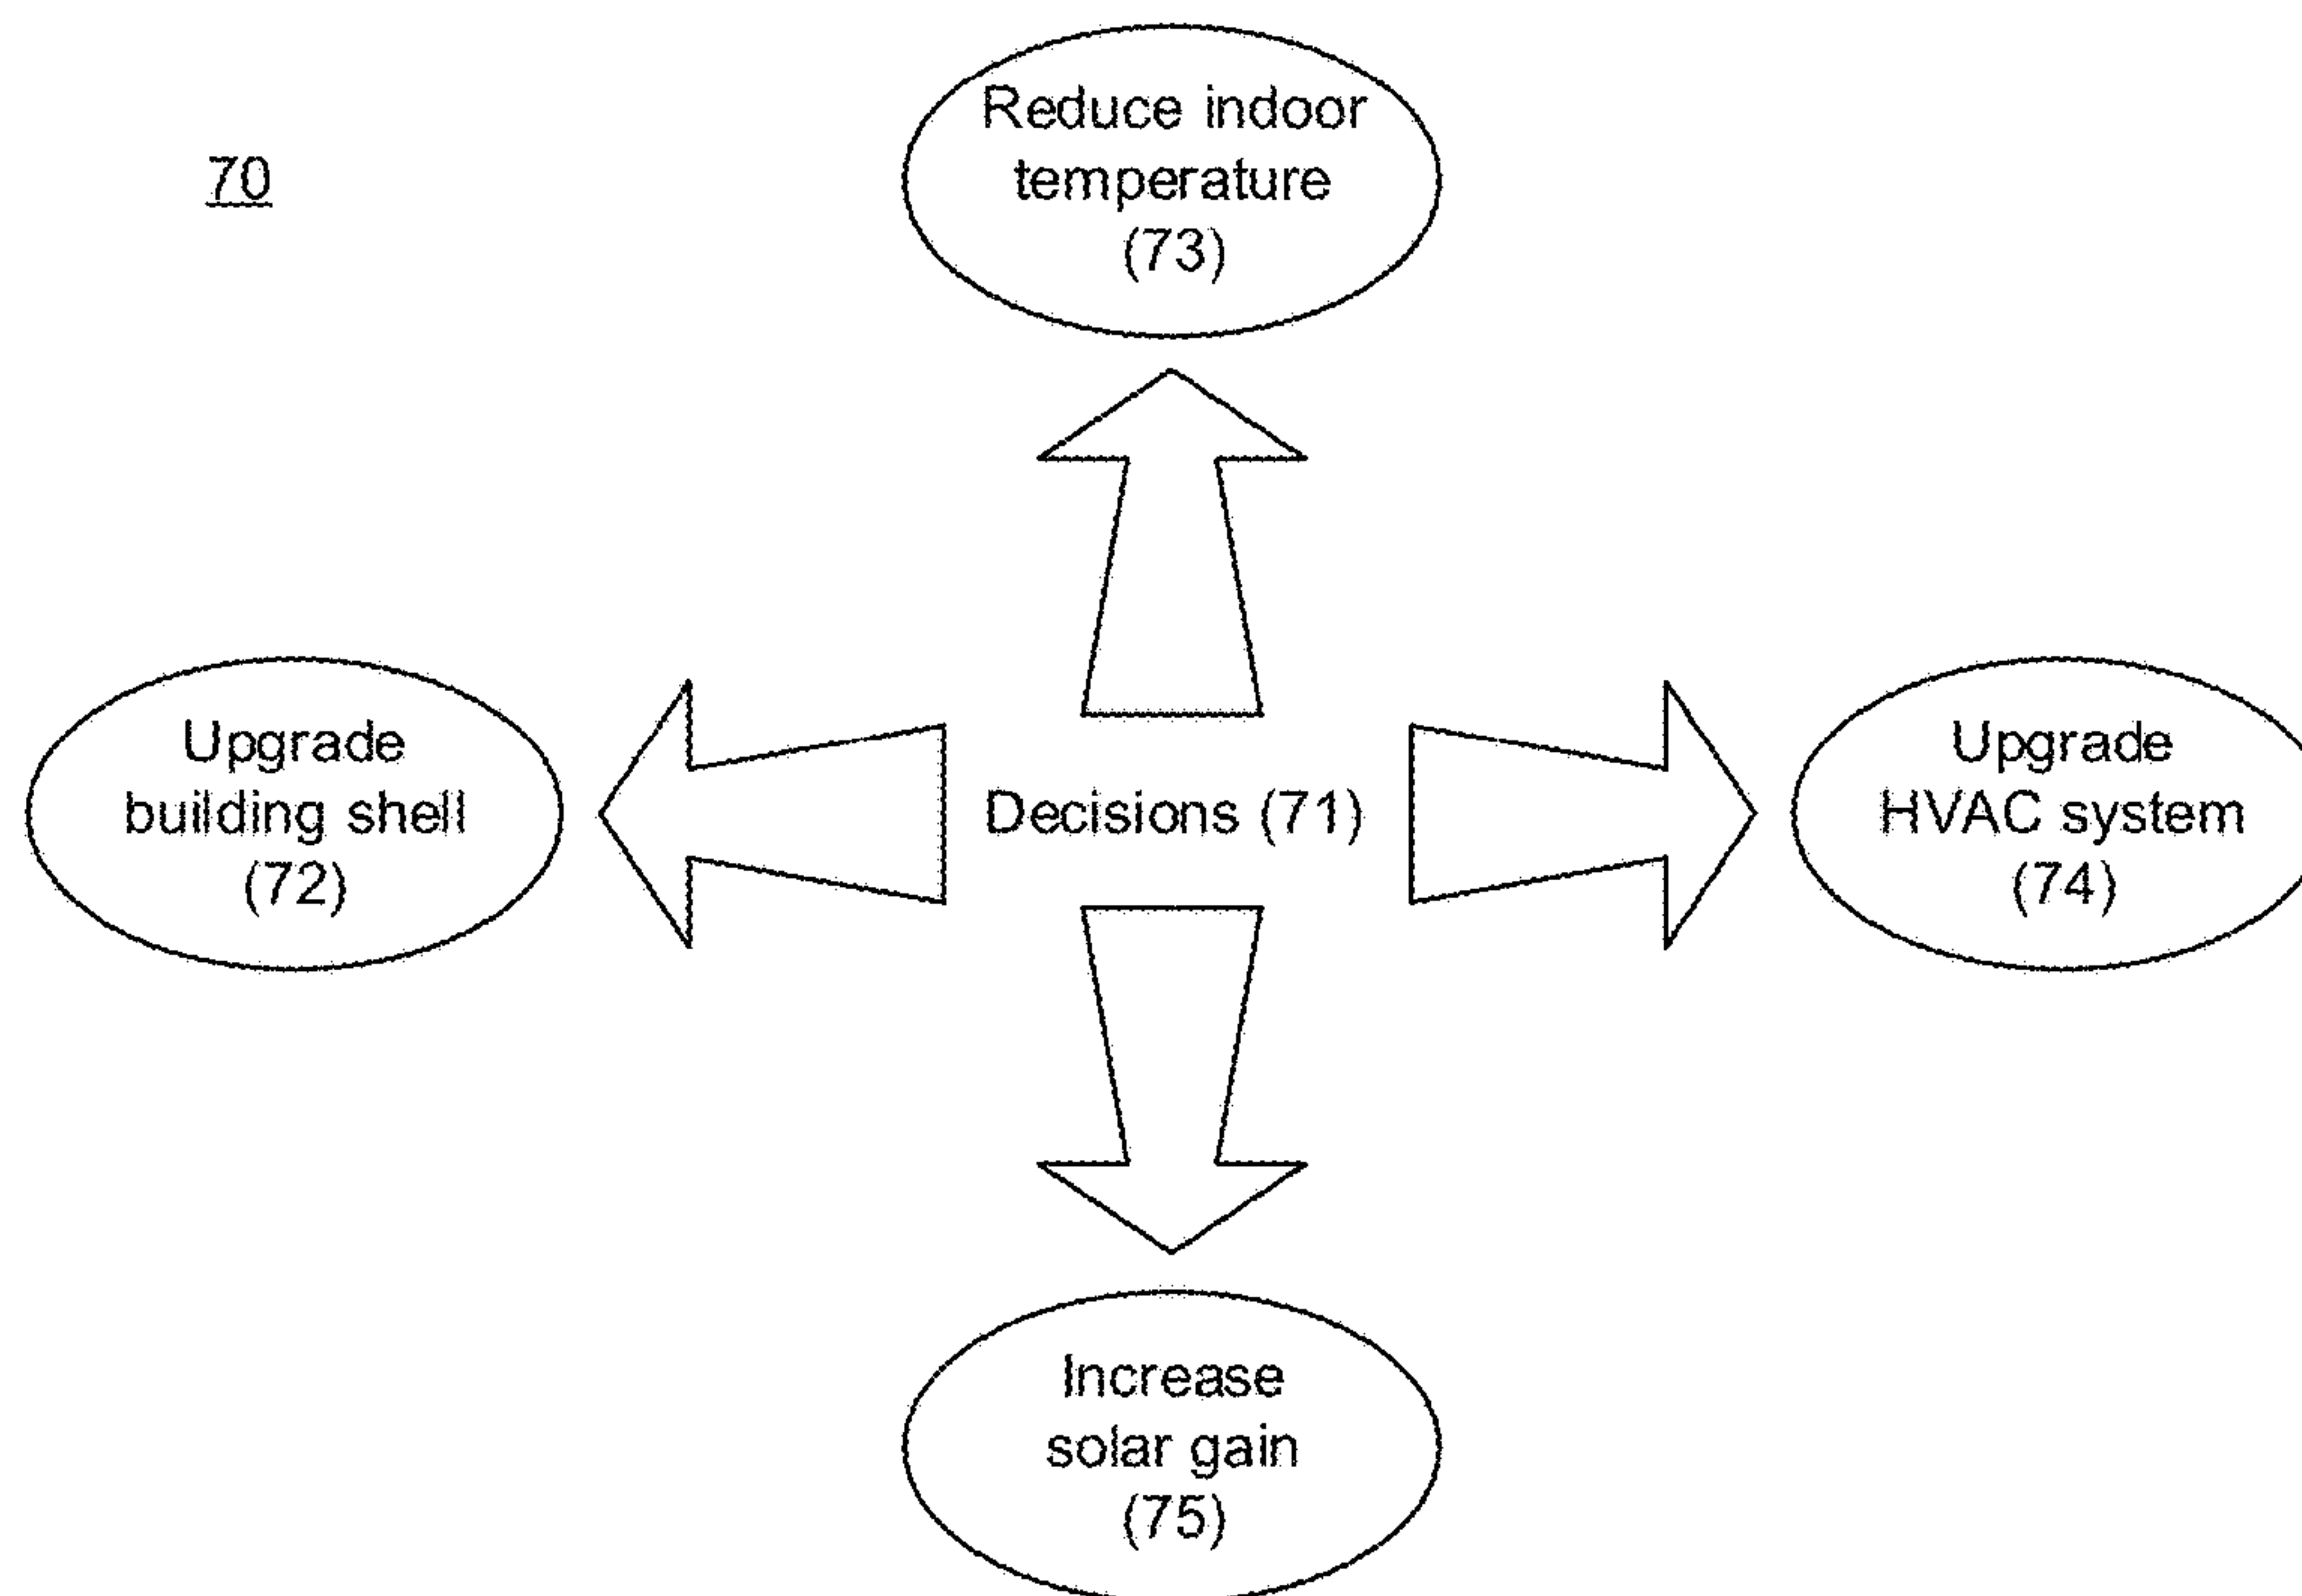 70
Reduce indoor
temperature
(73)
Upgrade
building shell
(72)
Decisions (71)
Upgrade
HVAC system
(74)
Increase
solar gain
(75)